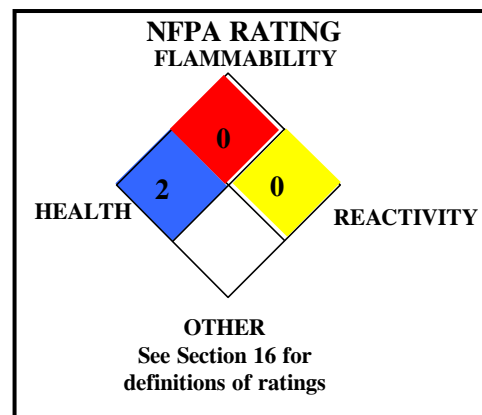 NFPA RATING
FLAMMABILITY
0
2
0
HEALTH
REACTIVITY
OTHER
See Section 16 for
definitions of ratings